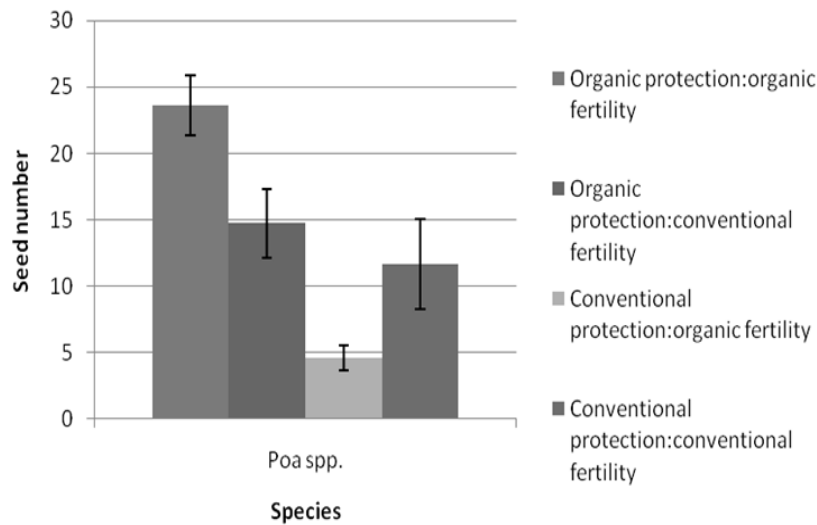 30
25
20
15
10
5
0
Seed number
Poa spp.
Species
Organic protection:organic
fertility
Organic
protection:conventional
fertility
Conventional
protection:organic fertility
Conventional
protection:conventional
fertility